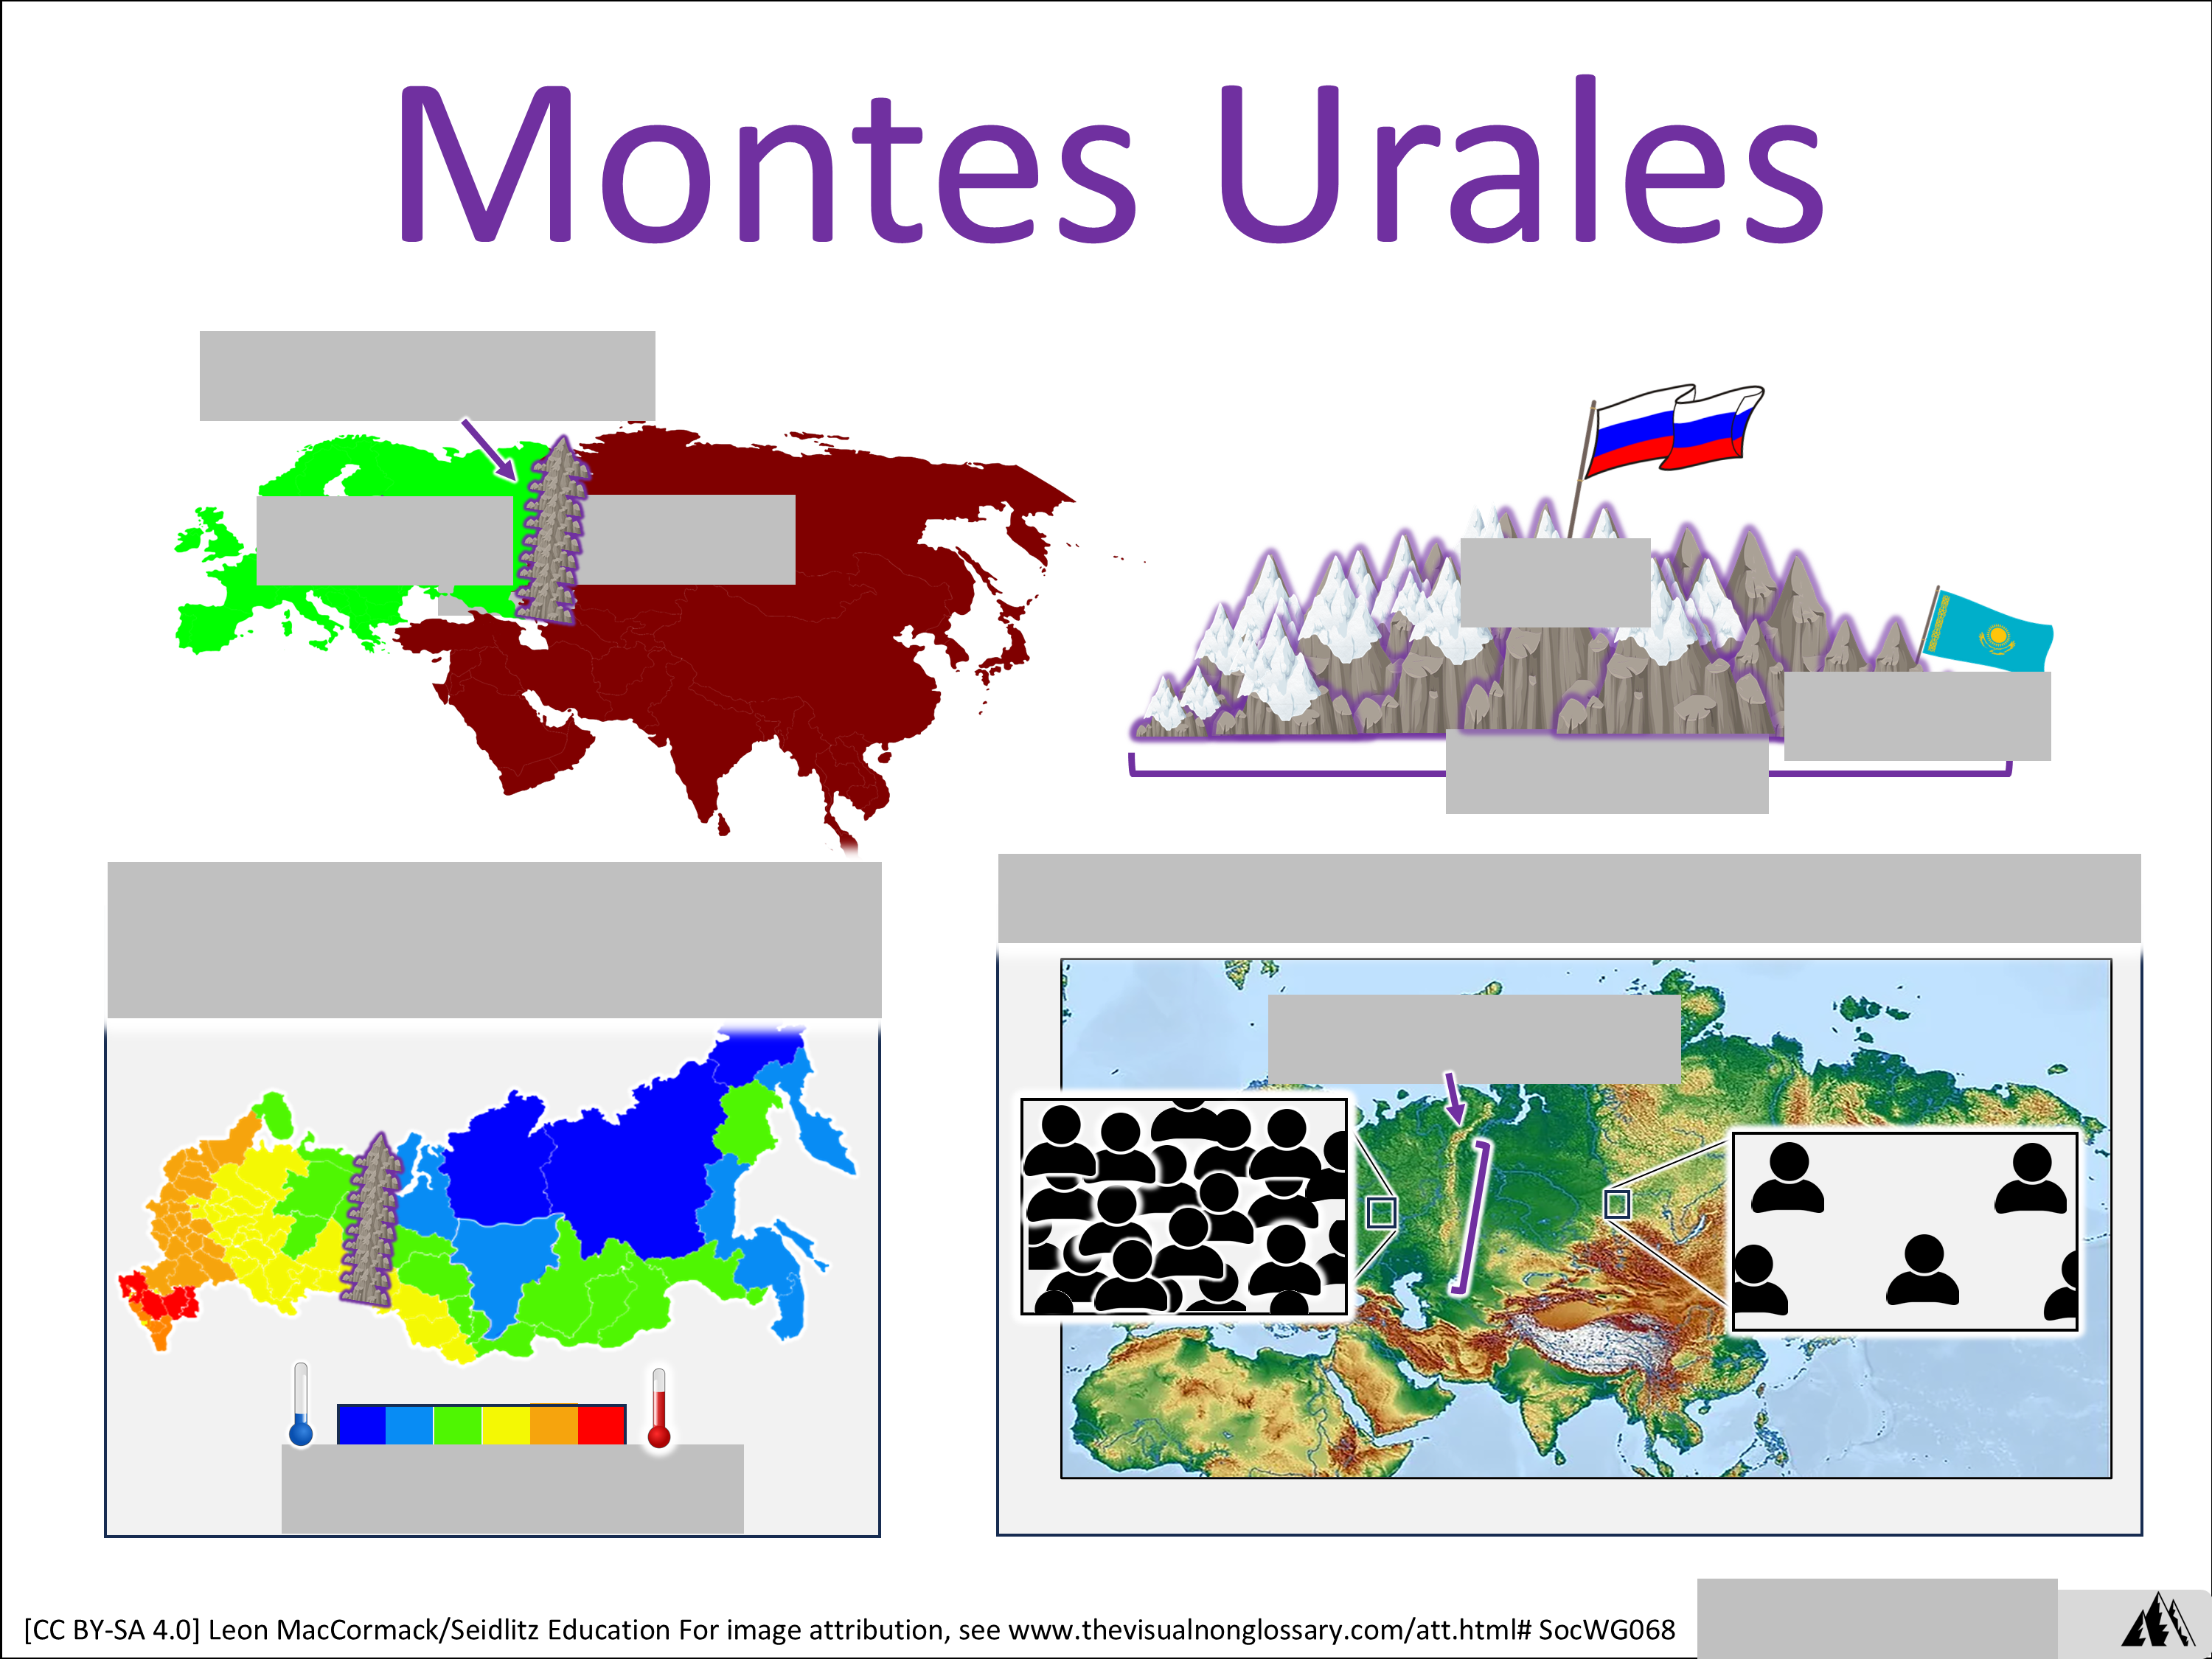 Montes Urales
[CC BY-SA 4.0] Leon MacCormack/Seidlitz Education For image attribution, see www.thevisualnonglossary.com/att.html# SocWG068